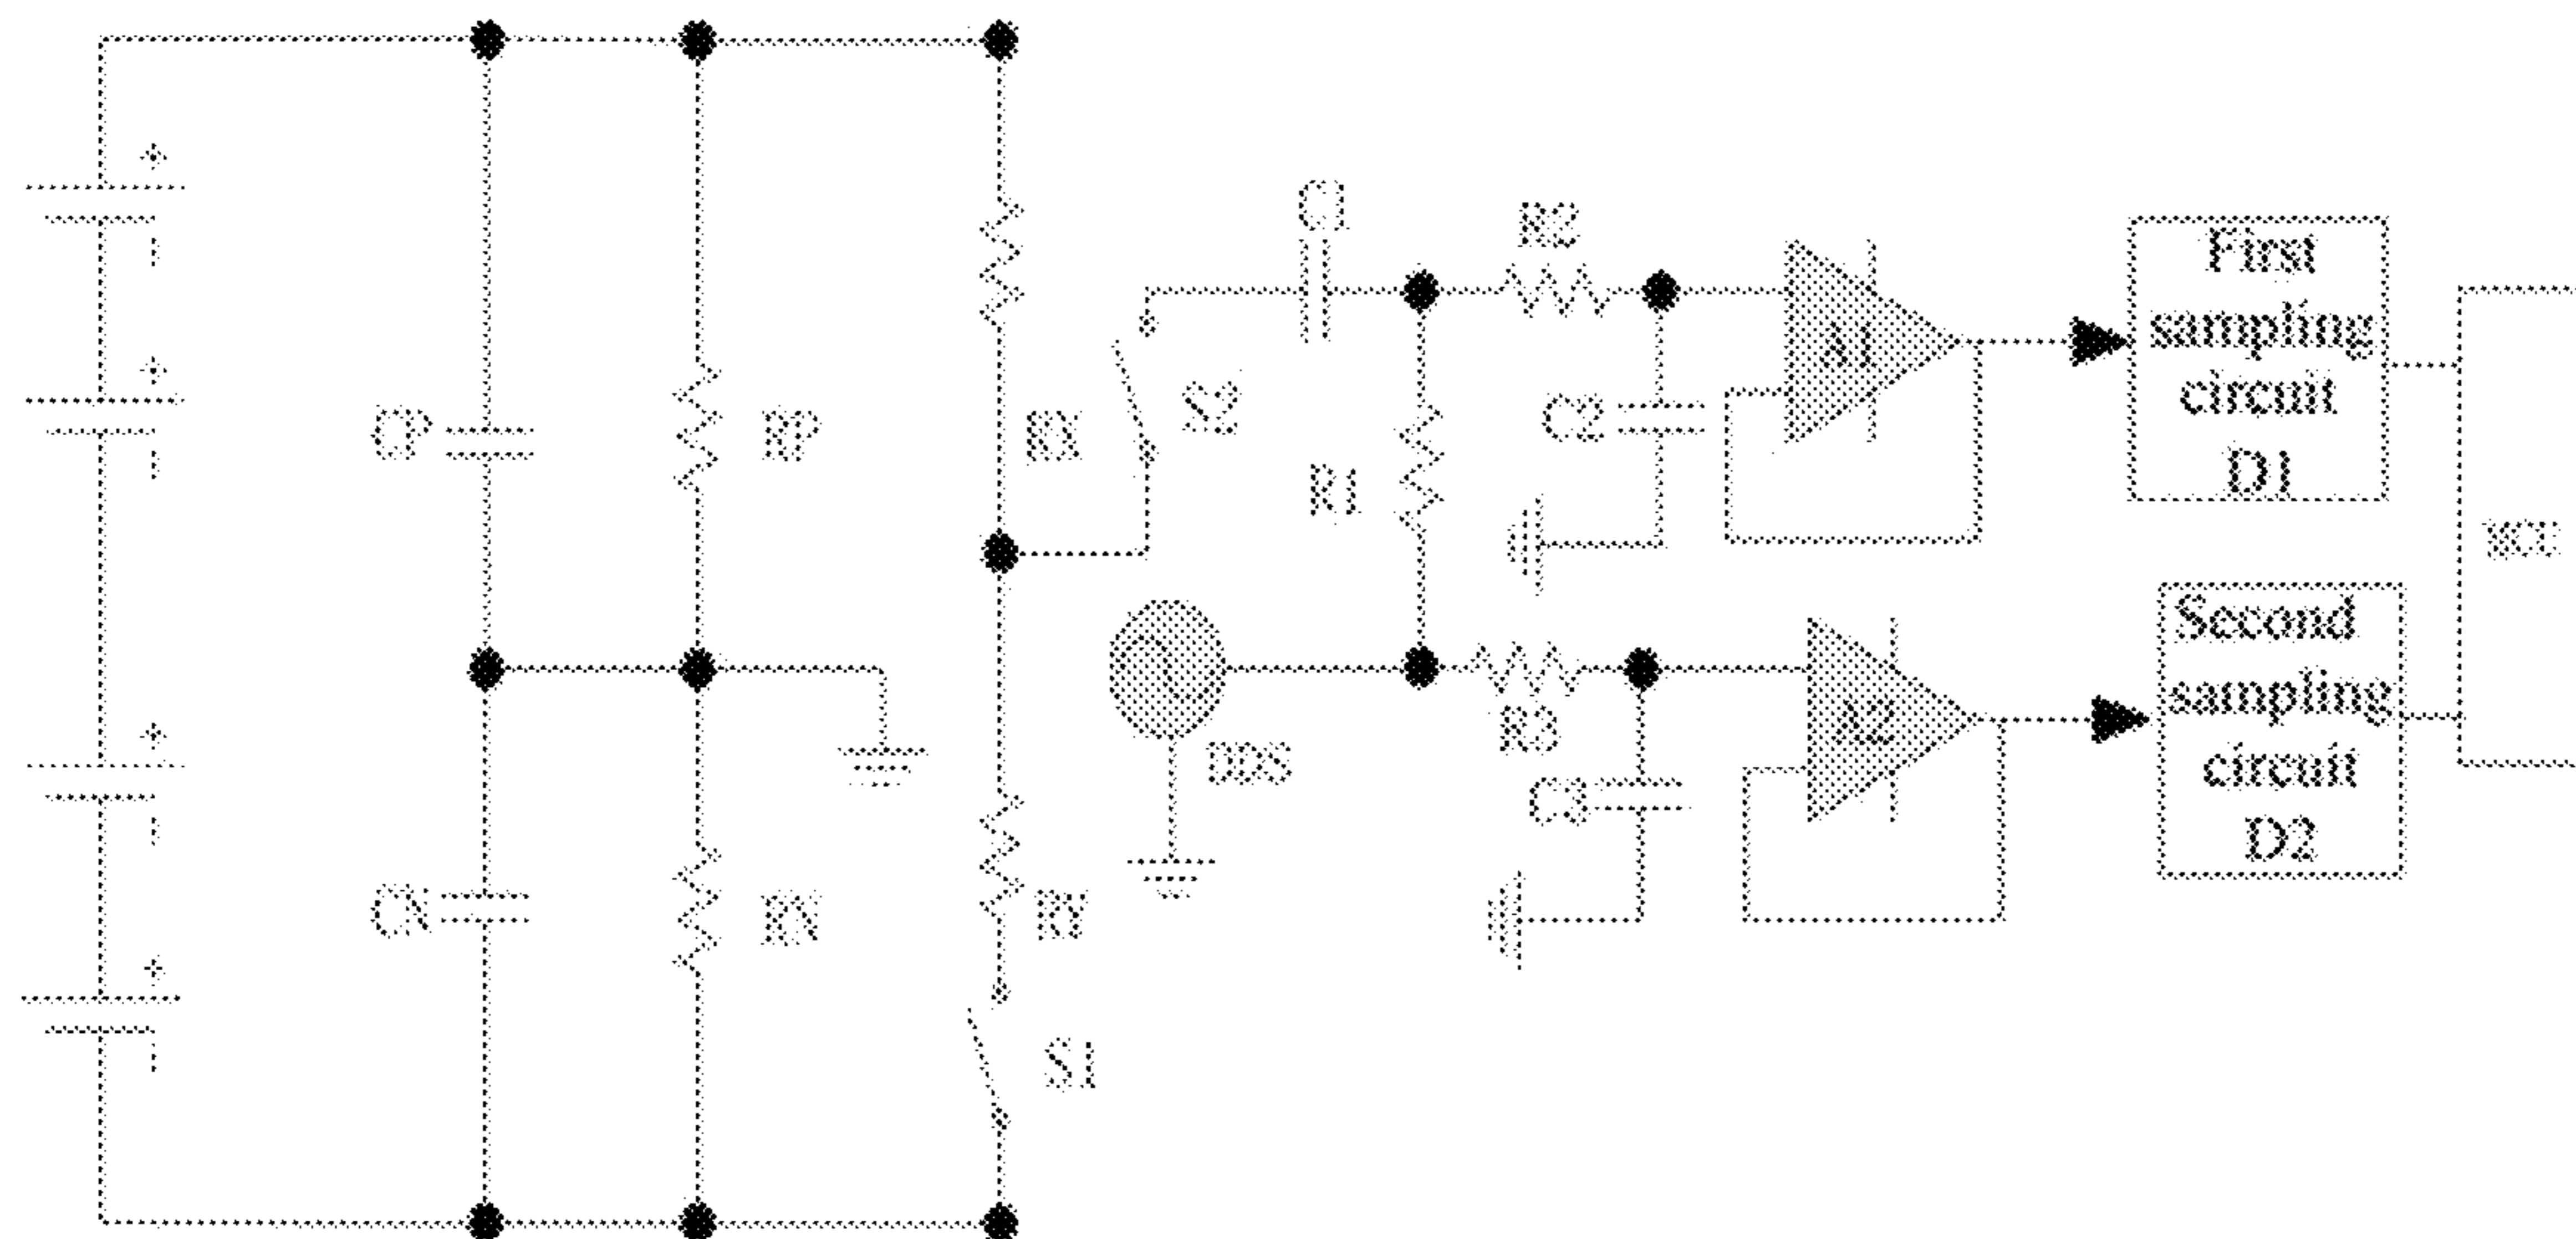 C1
R2
First
sampling
circuit
D1
A1
S2
CP
RP
RX
C2
R1
MCU
Second
sampling
circuit
D2
A2
R3
DDS
C3
CN
RN
RY
S1